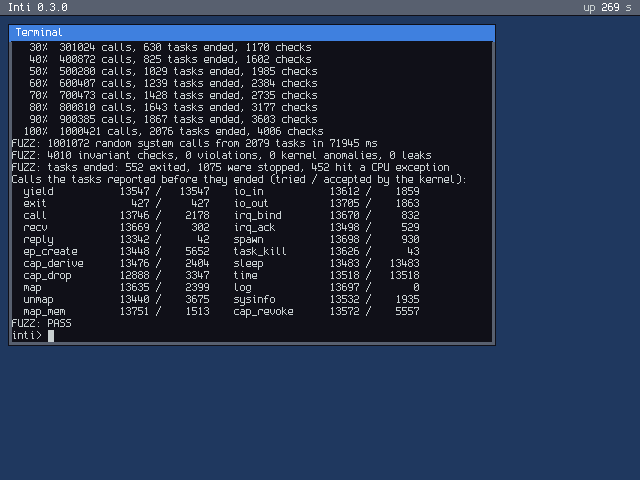 Inti 0.3.0 up 269 s
Terminal
30% 301024 calls, 630 tasks ended, 1170 checks
40% 400872 calls, 825 tasks ended, 1602 checks
50% 500280 calls, 1029 tasks ended, 1985 checks
60% 600407 calls, 1239 tasks ended, 2384 checks
70% 700473 calls, 1428 tasks ended, 2735 checks
80% 800810 calls, 1643 tasks ended, 3177 checks
90% 900385 calls, 1867 tasks ended, 3603 checks
100% 1000421 calls, 2076 tasks ended, 4006 checks
FUZZ: 1001072 random system calls from 2079 tasks in 71945 ms
FUZZ: 4010 invariant checks, 0 violations, 0 kernel anomalies, 0 leaks
FUZZ: tasks ended: 552 exited, 1075 were stopped, 452 hit a CPU exception
Calls the tasks reported before they ended (tried / accepted by the kernel):
yield 13547 / 13547 io_in 13612 / 1859
exit 427 / 427 io_out 13705 / 1863
call 13746 / 2178 irq_bind 13670 / 832
recv 13669 / 302 irq_ack 13498 / 529
reply 13342 / 42 spawn 13698 / 930
ep_create 13448 / 5652 task_kill 13626 / 43
cap_derive 13476 / 2404 sleep 13483 / 13483
cap_drop 12888 / 3347 time 13518 / 13518
map 13635 / 2399 log 13697 / 0
unmap 13440 / 3675 sysinfo 13532 / 1935
map_mem 13751 / 1513 cap_revoke 13572 / 5557
FUZZ: PASS
inti>